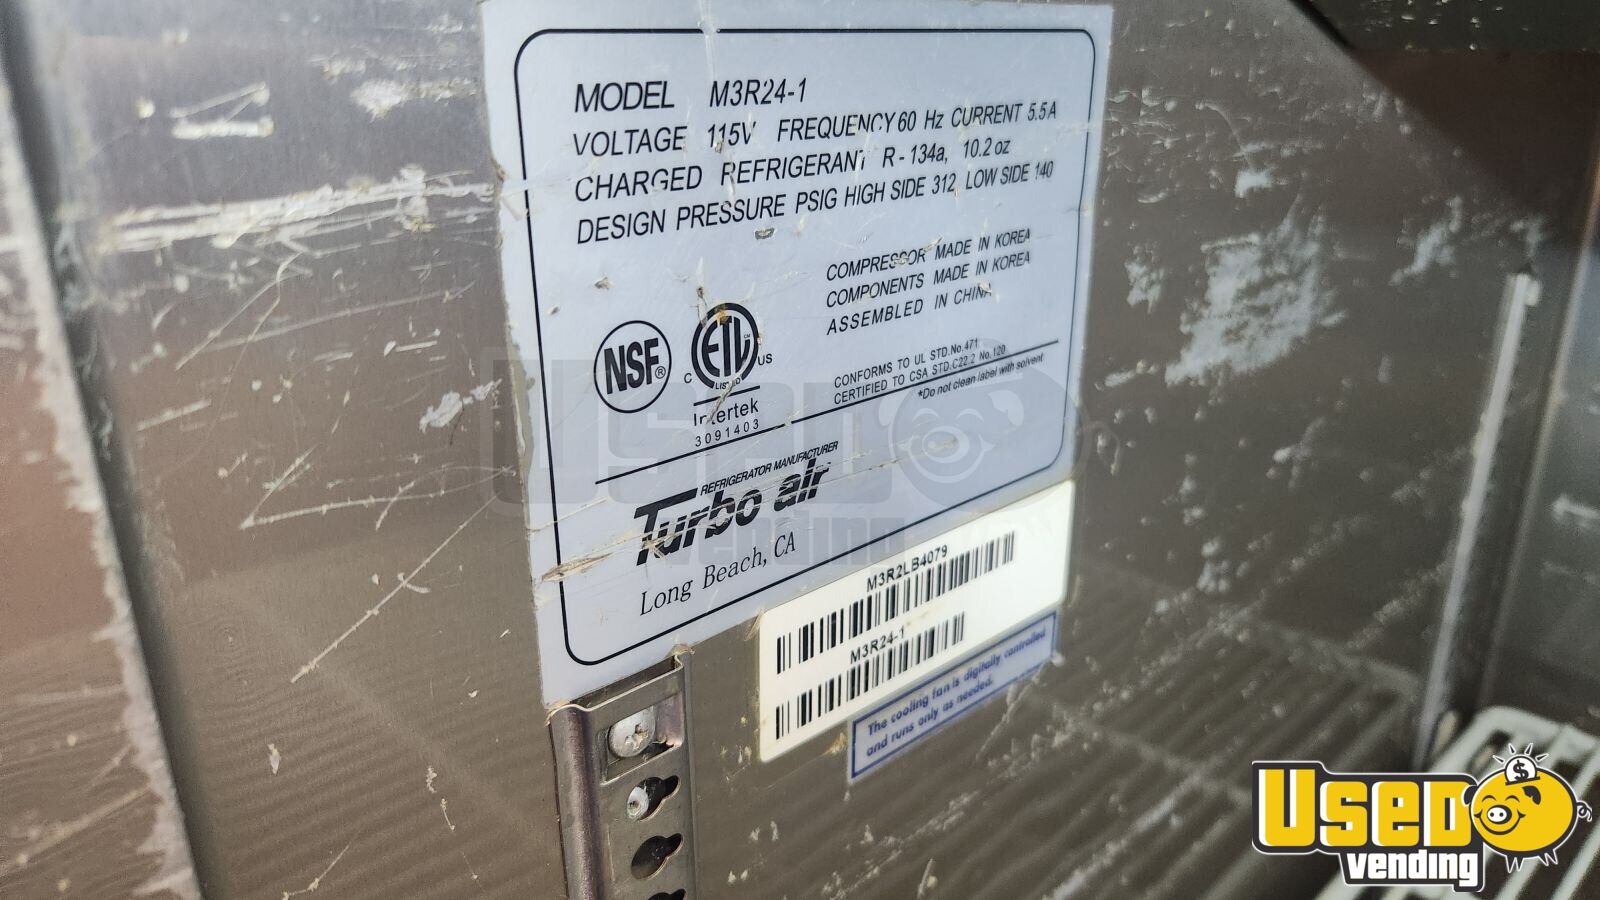 MODEL M3R24-1
VOLTAGE 115V FREQUENCY 60 Hz CURRENT 5.5A
CHARGED REFRIGERANT R-134a, 10.2 oz
DESIGN PRESSURE PSIG HIGH SIDE 312, LOW SIDE 140
COMPRESSOR MADE IN KOREA
COMPONENTS MADE IN KOREA
ASSEMBLED IN CHINA
NSF®
C ETL US
LISTED
Intertek
3091403
CONFORMS TO UL STD.No.471
CERTIFIED TO CSA STD.C22.2 No.120
*Do not clean label with solvent
REFRIGERATOR MANUFACTURER
Turbo air
Long Beach, CA
M3R2LB4079
M3R24-1
The cooling fan is digitally controlled
and runs only as needed.
USED
vending
USED
vending